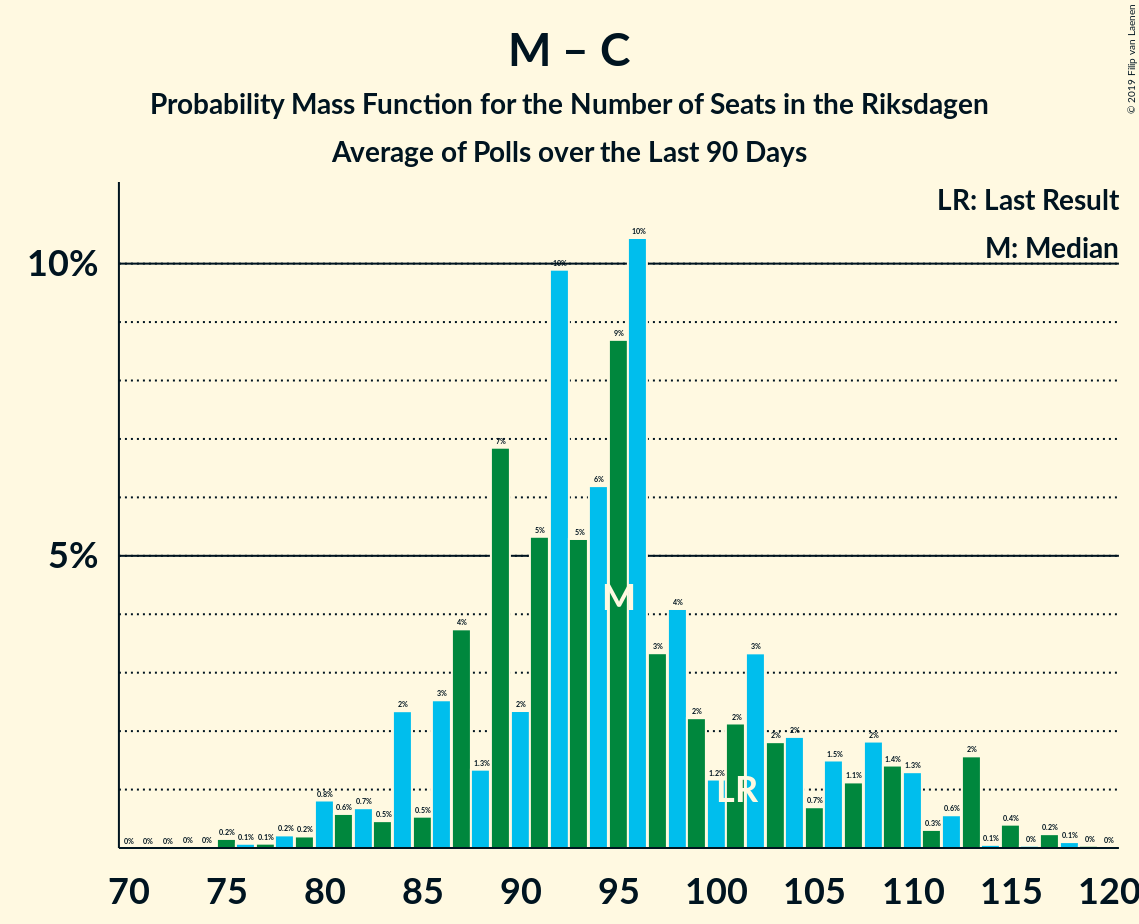 M – C
Probability Mass Function for the Number of Seats in the Riksdagen
Average of Polls over the Last 90 Days
© 2019 Filip van Laenen
LR: Last Result
M: Median
10%
5%
0% 0% 0% 0% 0% 0.2% 0.1% 0.1% 0.2% 0.2% 0.8% 0.6% 0.7% 0.5% 2% 0.5% 3% 4% 1.3% 7% 2% 5% 10% 5% 6% 9% 10% 3% 4% 2% 1.2% 2% 3% 2% 2% 0.7% 1.5% 1.1% 2% 1.4% 1.3% 0.3% 0.6% 2% 0.1% 0.4% 0% 0.2% 0.1% 0% 0%
M
LR
70 75 80 85 90 95 100 105 110 115 120